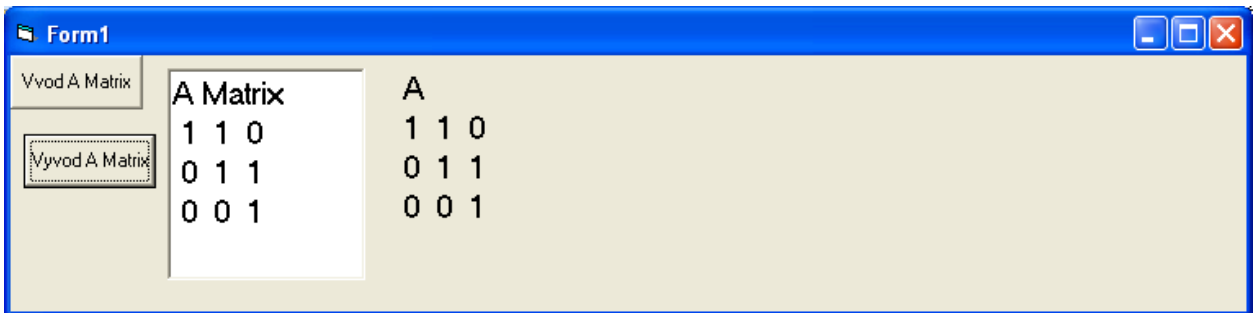 Form1
Vvod A Matrix
Vyvod A Matrix
A Matrix
1 1 0
0 1 1
0 0 1
A
1 1 0
0 1 1
0 0 1